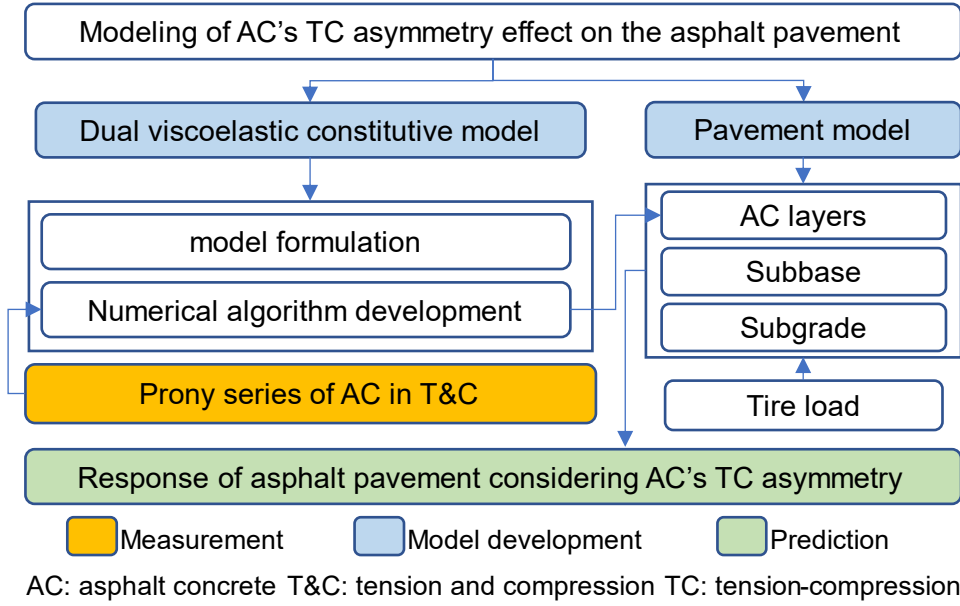 Modeling of AC's TC asymmetry effect on the asphalt pavement
Dual viscoelastic constitutive model
Pavement model
model formulation
Numerical algorithm development
AC layers
Subbase
Subgrade
Prony series of AC in T&C
Tire load
Response of asphalt pavement considering AC's TC asymmetry
Measurement
Model development
Prediction
AC: asphalt concrete T&C: tension and compression TC: tension-compression